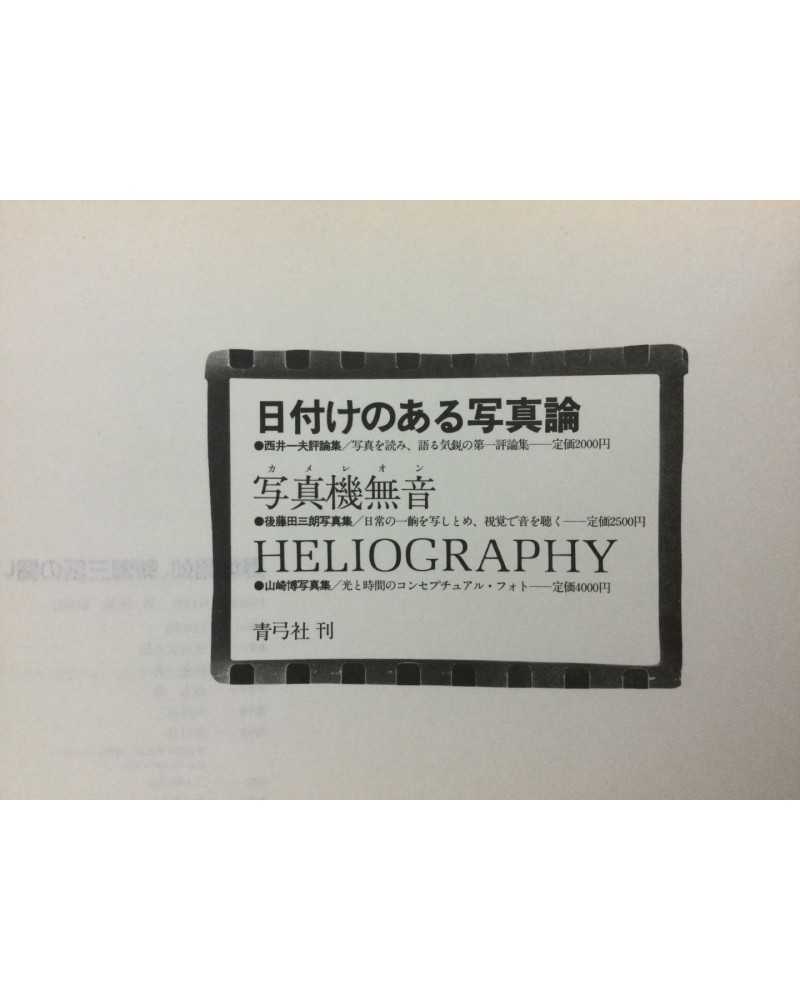 日付けのある写真論
●西井一夫評論集／写真を読み、語る気鋭の第一評論集――定価2000円
カメレオン
写真機無音
●後藤田三朗写真集／日常の一齣を写しとめ、視覚で音を聴く――定価2500円
HELIOGRAPHY
●山崎博写真集／光と時間のコンセプチュアル・フォト――定価4000円
青弓社 刊